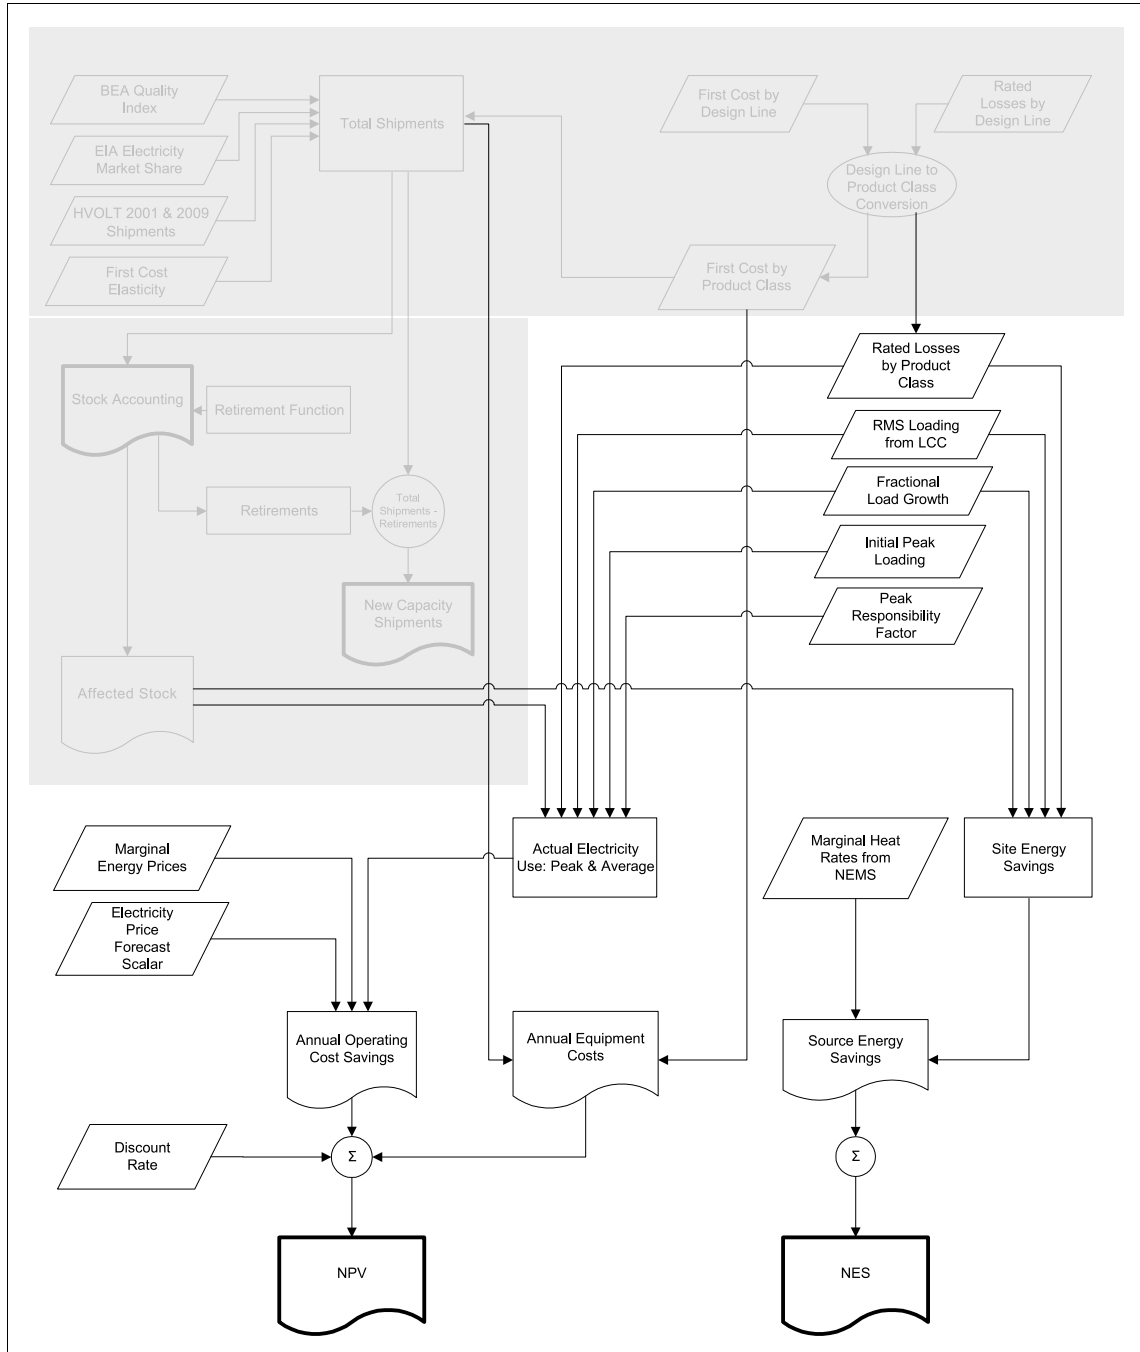 BEA Quality
Index
EIA Electricity
Market Share
HVOLT 2001 & 2009
Shipments
First Cost
Elasticity
Total Shipments
First Cost by
Design Line
Rated
Losses by
Design Line
Design Line to
Product Class
Conversion
First Cost by
Product Class
Stock Accounting
Retirement Function
Retirements
Total
Shipments -
Retirements
New Capacity
Shipments
Affected Stock
Rated Losses
by Product
Class
RMS Loading
from LCC
Fractional
Load Growth
Initial Peak
Loading
Peak
Responsibility
Factor
Marginal
Energy Prices
Electricity
Price
Forecast
Scalar
Actual Electricity
Use: Peak & Average
Marginal Heat
Rates from
NEMS
Site Energy
Savings
Annual Operating
Cost Savings
Annual Equipment
Costs
Source Energy
Savings
Discount
Rate
Σ
Σ
NPV
NES